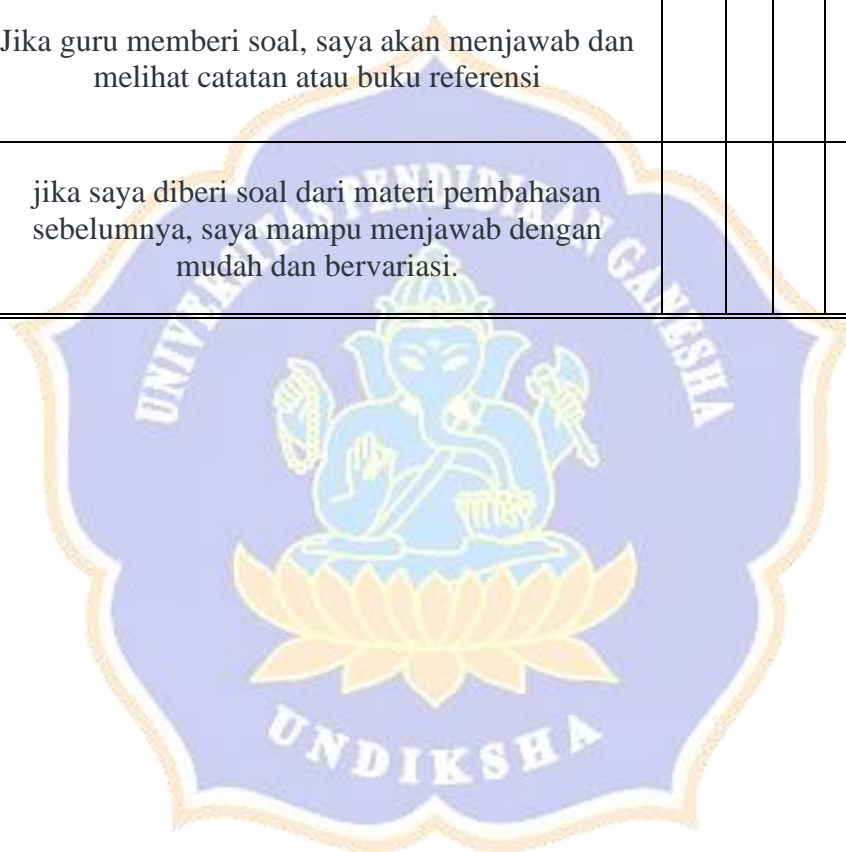 Jika guru memberi soal, saya akan menjawab dan
melihat catatan atau buku referensi
jika saya diberi soal dari materi pembahasan
sebelumnya, saya mampu menjawab dengan
mudah dan bervariasi.
UNIVERSITAS PENDIDIKAN GANESHA
UNDIKSHA